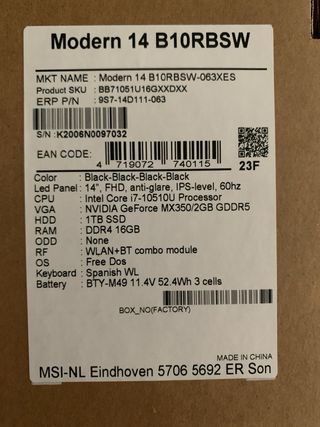 Modern 14 B10RBSW
MKT NAME : Modern 14 B10RBSW-063XES
Product SKU : BB71051U16GXXDXX
ERP P/N : 9S7-14D111-063
S/N :K2006N0097032
EAN CODE:
4 719072 740115
23F
Color : Black-Black-Black-Black
Led Panel : 14", FHD, anti-glare, IPS-level, 60hz
CPU : Intel Core i7-10510U Processor
VGA : NVIDIA GeForce MX350/2GB GDDR5
HDD : 1TB SSD
RAM : DDR4 16GB
ODD : None
RF : WLAN+BT combo module
OS : Free Dos
Keyboard : Spanish WL
Battery : BTY-M49 11.4V 52.4Wh 3 cells
BOX_NO(FACTORY)
MADE IN CHINA
MSI-NL Eindhoven 5706 5692 ER Son